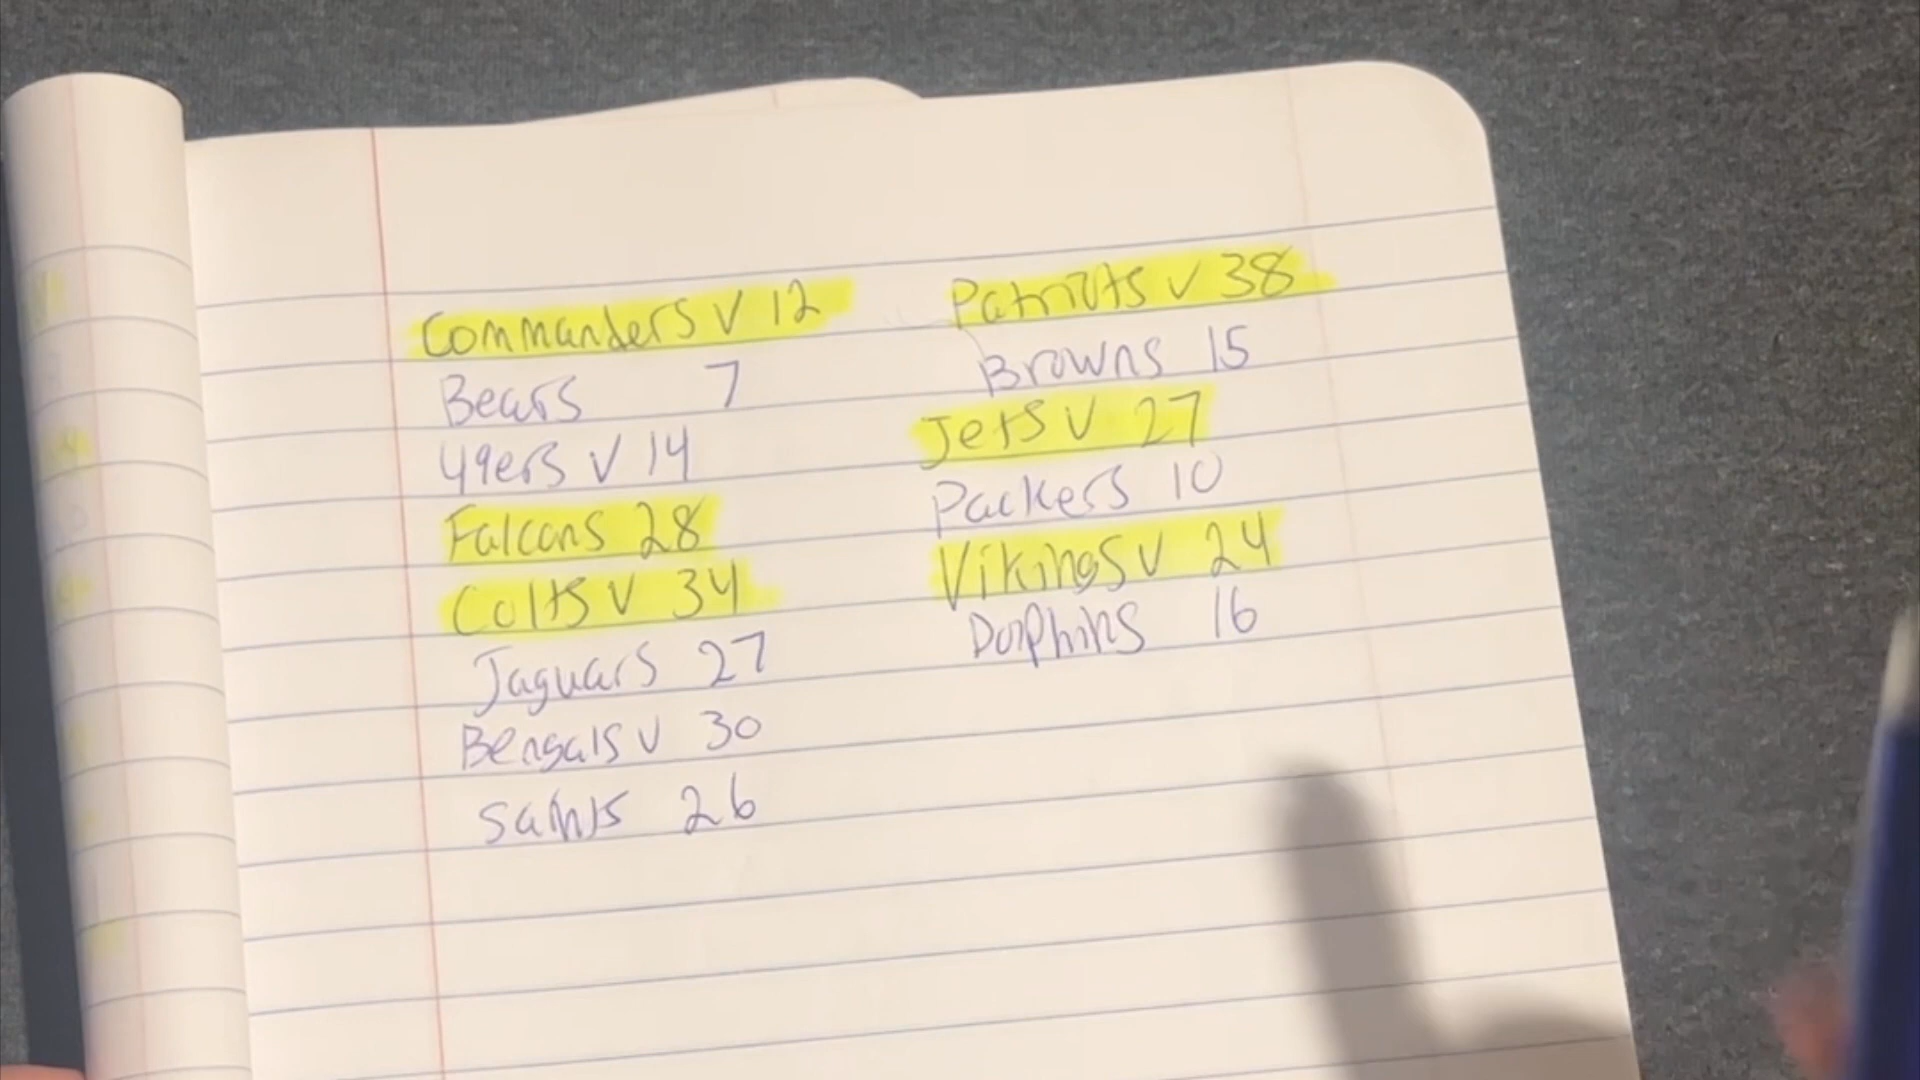 Commanders v 12
Bears 7
49ers v 14
Falcons 28
Colts v 34
Jaguars 27
Bengals v 30
Saints 26
Patriots v 38
Browns 15
Jets v 27
Packers 10
Vikings v 24
Dolphins 16